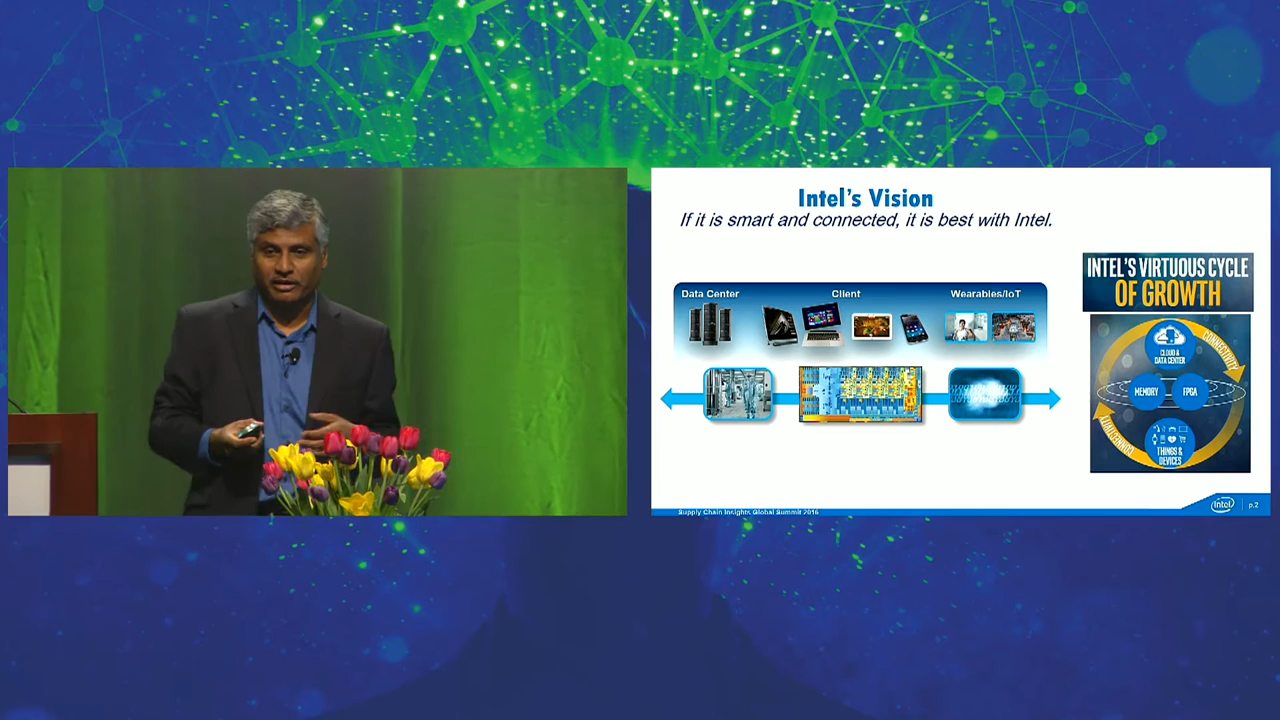 Intel's Vision
If it is smart and connected, it is best with Intel.
Data Center
Client
Wearables/IoT
INTEL'S VIRTUOUS CYCLE
OF GROWTH
CLOUD &
DATA CENTER
CONNECTIVITY
MEMORY
FPGA
CONNECTIVITY
THINGS &
DEVICES
Supply Chain Insights Global Summit 2016
intel
p.2